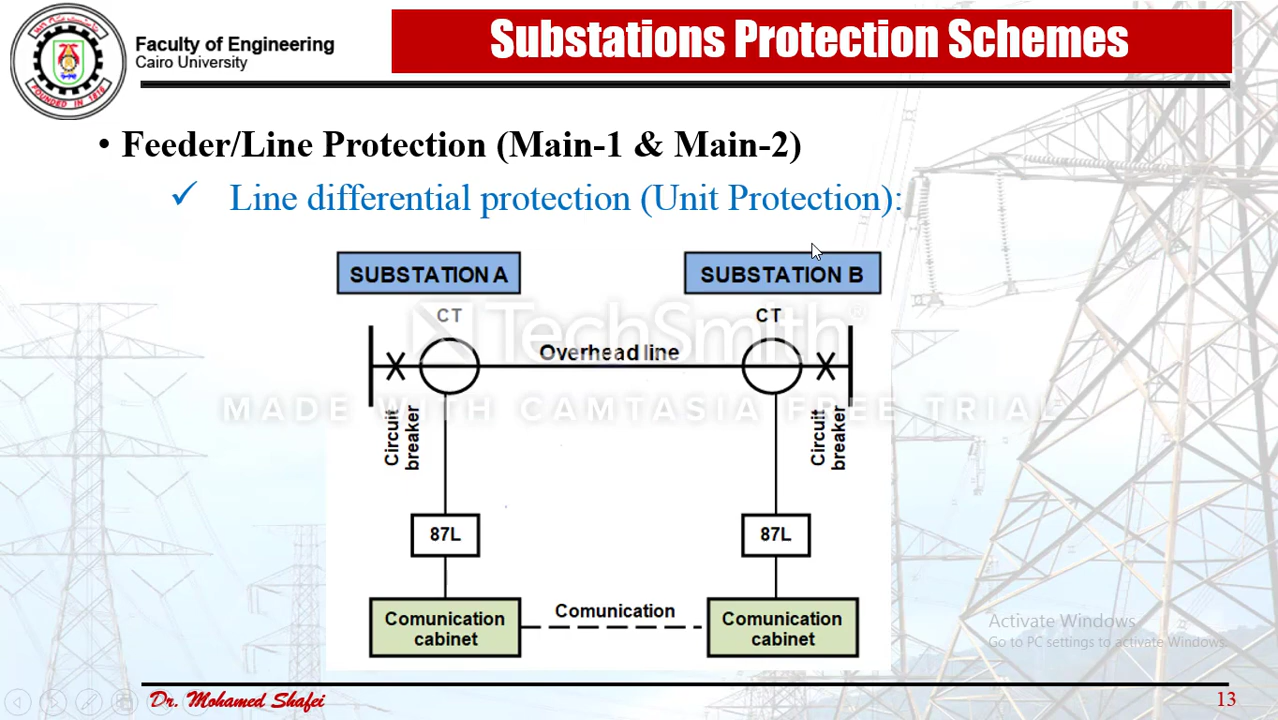 Faculty of Engineering
Cairo University
Substations Protection Schemes
• Feeder/Line Protection (Main-1 & Main-2)
✓ Line differential protection (Unit Protection):
SUBSTATION A
SUBSTATION B
CT
CT
TechSmith®
Overhead line
MADE WITH CAMTASIA FREE TRIAL
Circuit
breaker
Circuit
breaker
87L
87L
Comunication
cabinet
Comunication
Comunication
cabinet
Activate Windows
Go to PC settings to activate Windows.
Dr. Mohamed Shafei
13